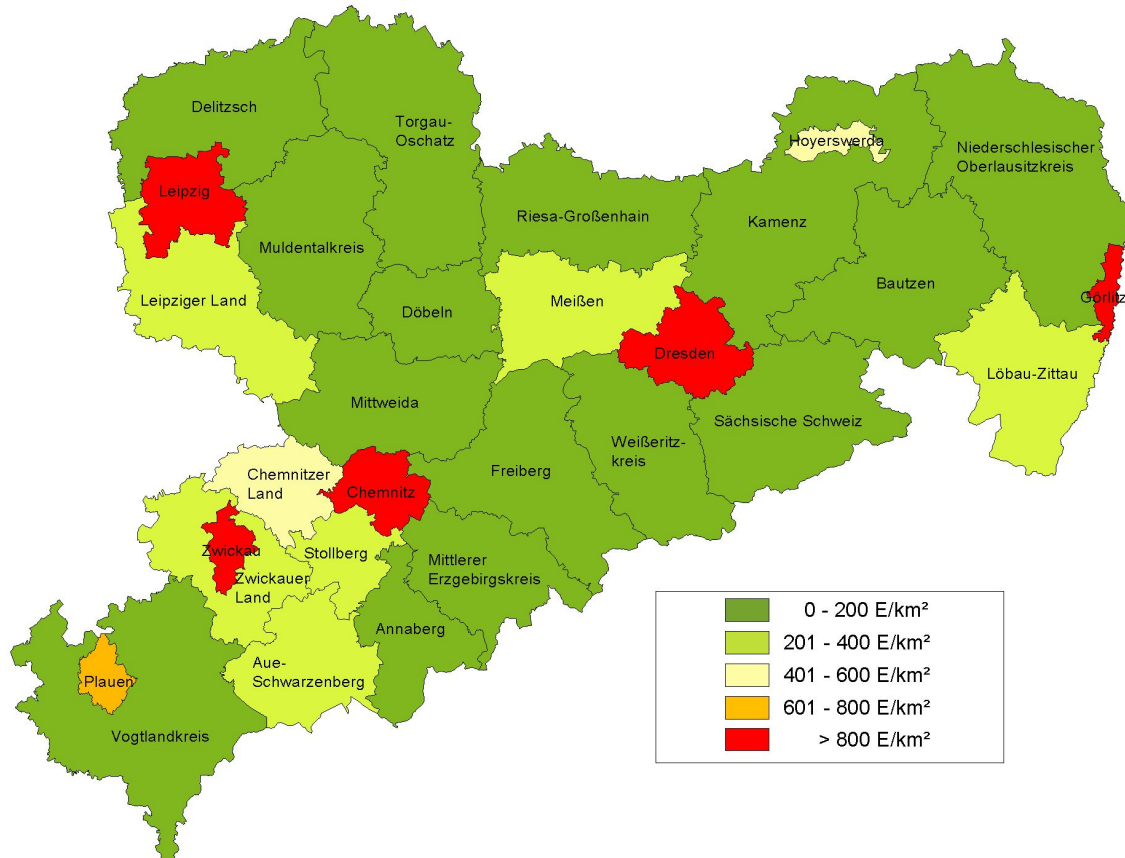 Delitzsch
Torgau-
Oschatz
Hoyerswerda
Niederschlesischer
Oberlausitzkreis
Leipzig
Riesa-Großenhain
Kamenz
Muldentalkreis
Bautzen
Leipziger Land
Meißen
Görlitz
Döbeln
Dresden
Löbau-Zittau
Mittweida
Sächsische Schweiz
Weißeritz-
kreis
Chemnitzer
Land
Freiberg
Chemnitz
Zwickau
Stollberg
Mittlerer
Erzgebirgskreis
Zwickauer
Land
Annaberg
Aue-
Schwarzenberg
Plauen
Vogtlandkreis
0 - 200 E/km²
201 - 400 E/km²
401 - 600 E/km²
601 - 800 E/km²
> 800 E/km²